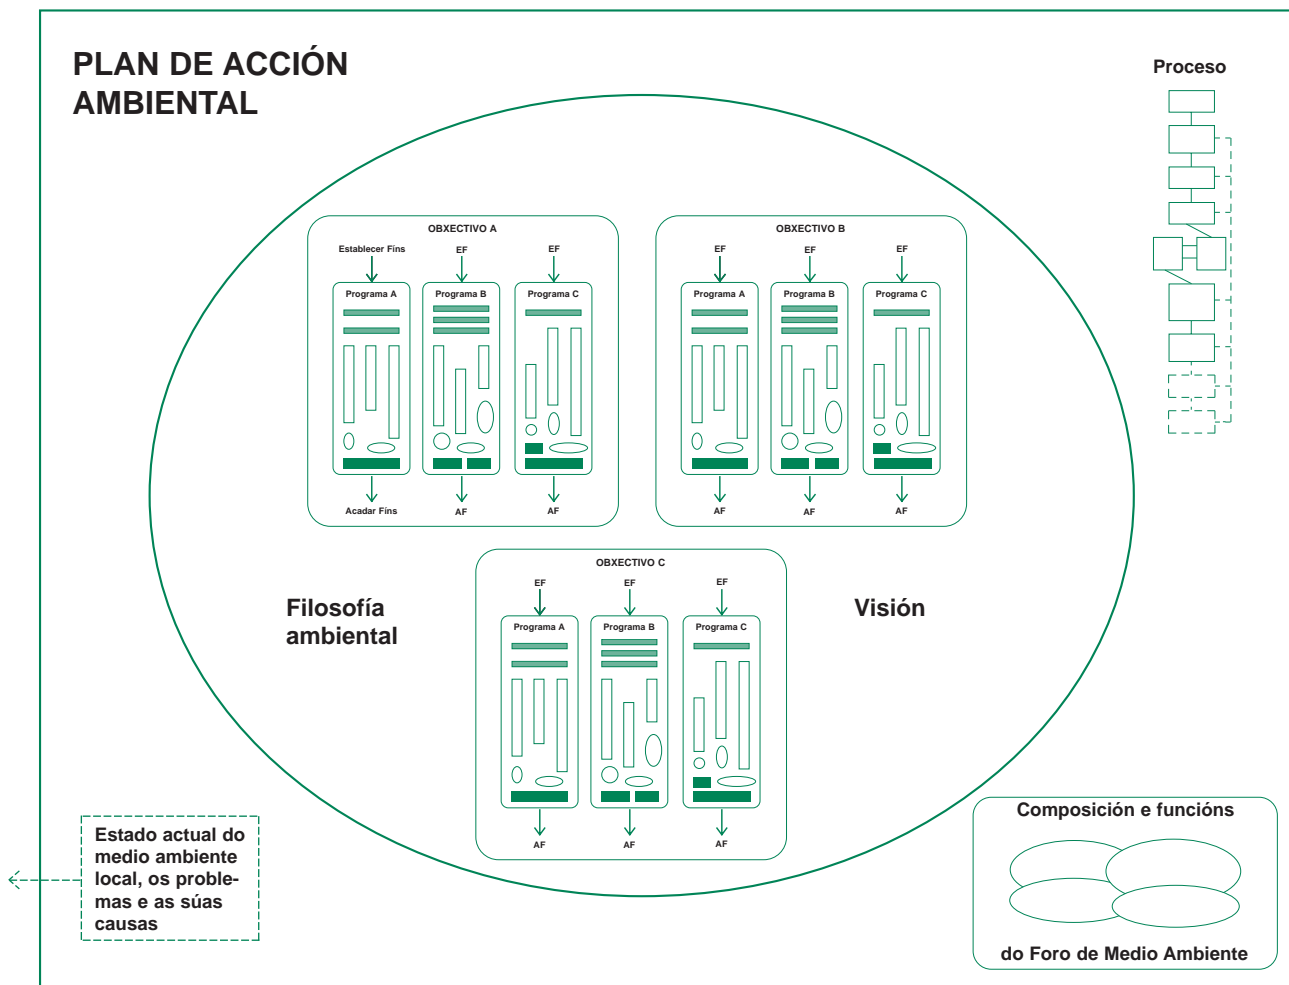 PLAN DE ACCIÓN
AMBIENTAL
Proceso
OBXECTIVO A
Establecer Fíns
EF
EF
Programa A
Programa B
Programa C
Acadar Fíns
AF
AF
OBXECTIVO B
EF
EF
EF
Programa A
Programa B
Programa C
AF
AF
AF
OBXECTIVO C
EF
EF
EF
Programa A
Programa B
Programa C
AF
AF
AF
Filosofía
ambiental
Visión
Estado actual do
medio ambiente
local, os proble-
mas e as súas
causas
Composición e funcións
do Foro de Medio Ambiente